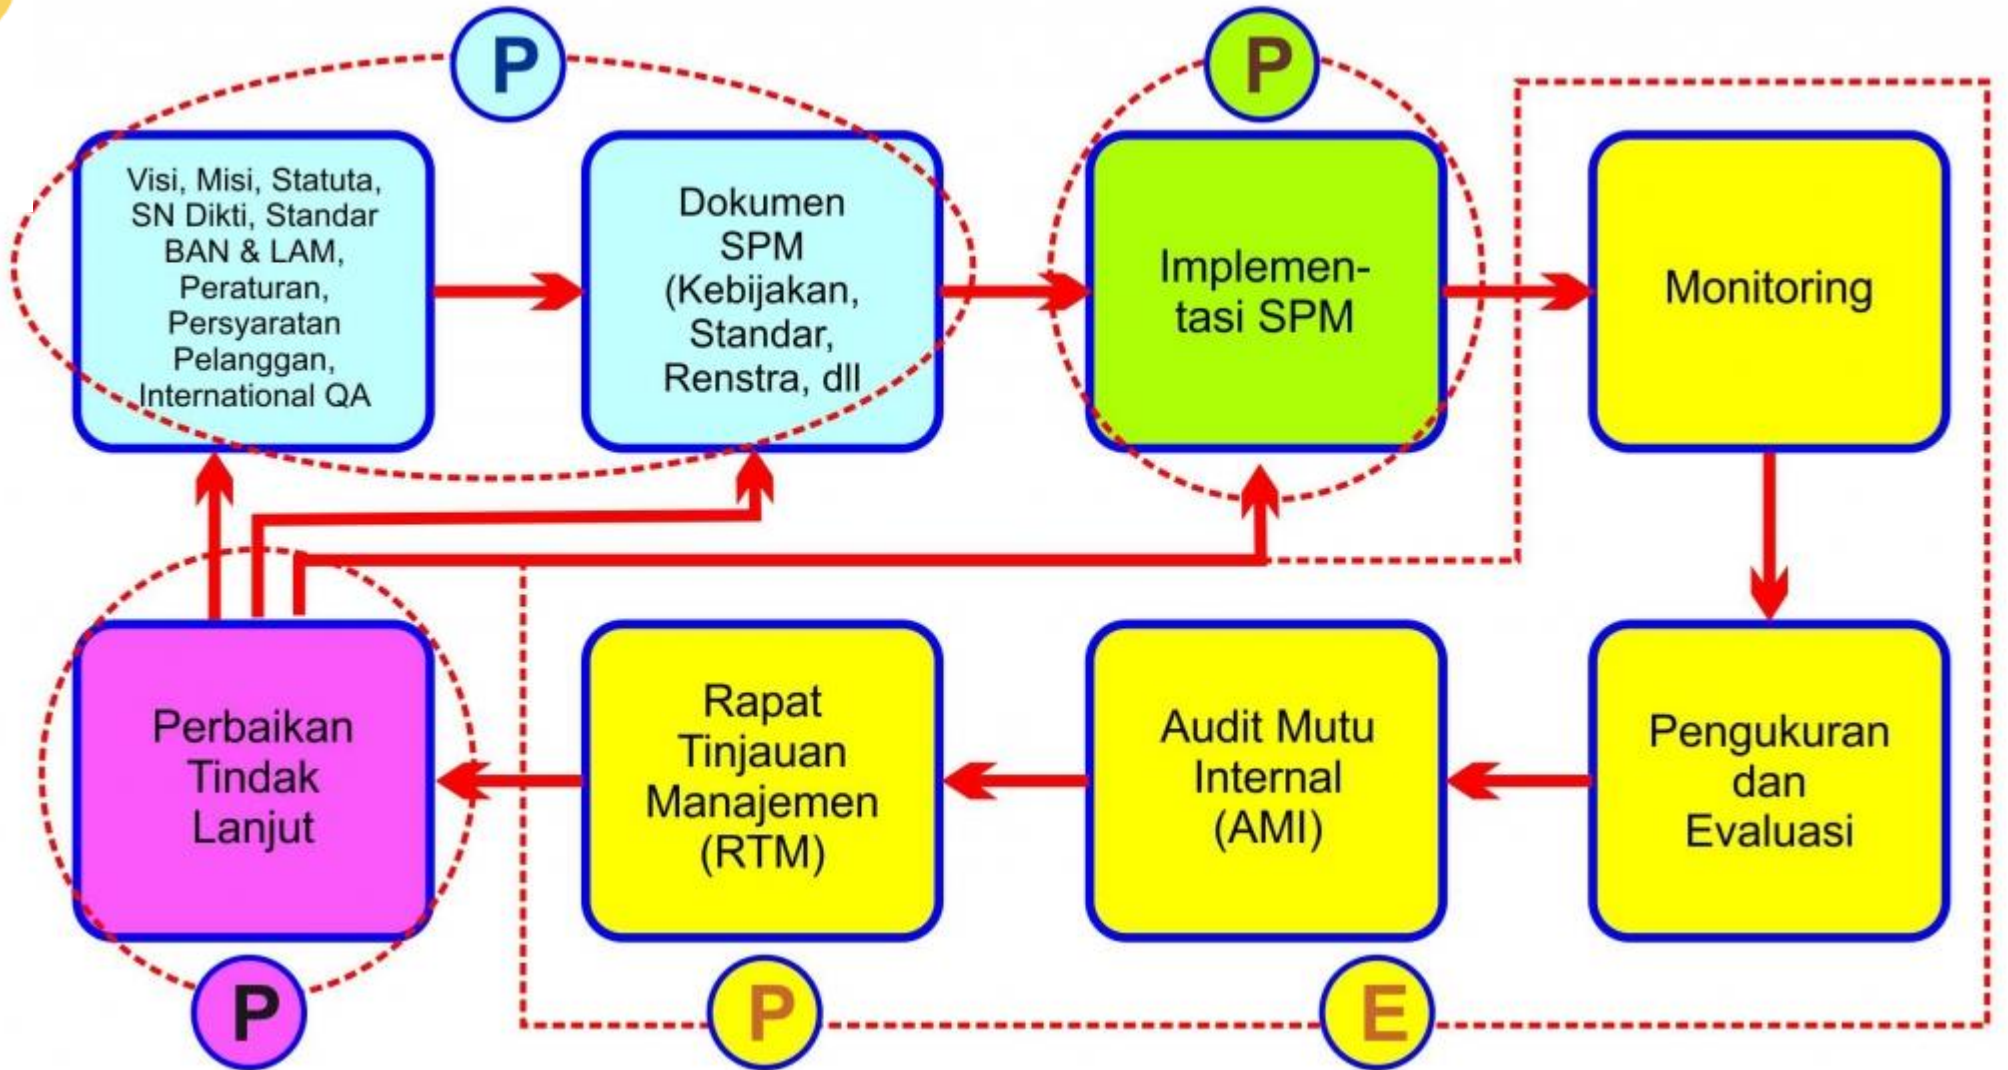 P
P
Visi, Misi, Statuta,
SN Dikti, Standar
BAN & LAM,
Peraturan,
Persyaratan
Pelanggan,
International QA
Dokumen
SPM
(Kebijakan,
Standar,
Renstra, dll
Implemen-
tasi SPM
Monitoring
Perbaikan
Tindak
Lanjut
Rapat
Tinjauan
Manajemen
(RTM)
Audit Mutu
Internal
(AMI)
Pengukuran
dan
Evaluasi
P
P
E